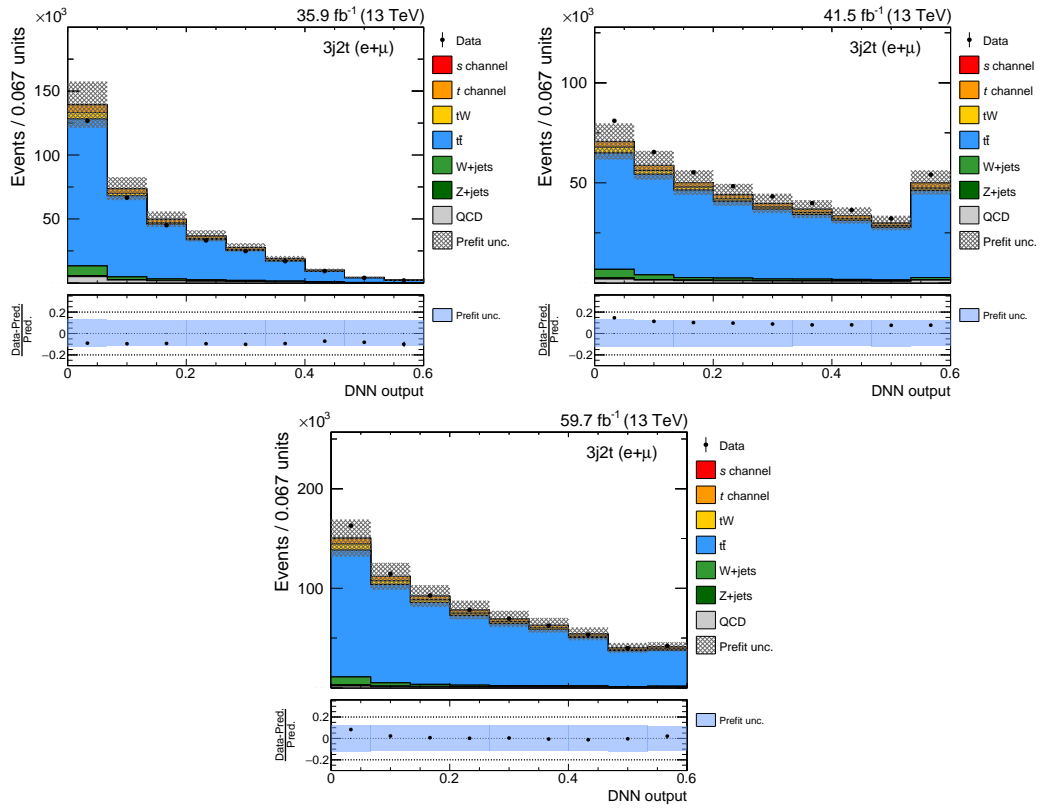 ×10³ 35.9 fb⁻¹ (13 TeV)
3j2t (e+μ)
Events / 0.067 units
150
100
50
Data
s channel
t channel
tW
tt̄
W+jets
Z+jets
QCD
Prefit unc.
Data-Pred.
Pred.
0.2
0
−0.2
Prefit unc.
0 0.2 0.4 0.6
DNN output
×10³ 41.5 fb⁻¹ (13 TeV)
3j2t (e+μ)
Events / 0.067 units
100
50
Data
s channel
t channel
tW
tt̄
W+jets
Z+jets
QCD
Prefit unc.
Data-Pred.
Pred.
0.2
0
−0.2
Prefit unc.
0 0.2 0.4 0.6
DNN output
×10³ 59.7 fb⁻¹ (13 TeV)
3j2t (e+μ)
Events / 0.067 units
200
100
Data
s channel
t channel
tW
tt̄
W+jets
Z+jets
QCD
Prefit unc.
Data-Pred.
Pred.
0.2
0
−0.2
Prefit unc.
0 0.2 0.4 0.6
DNN output